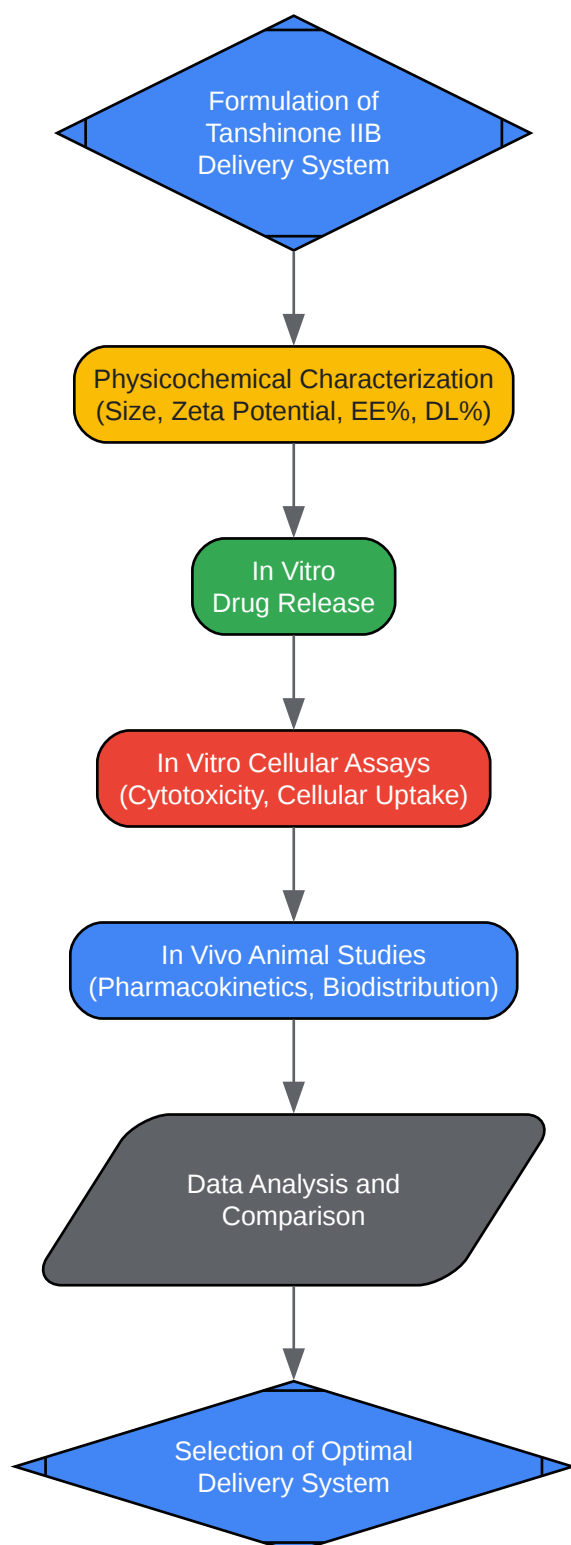 Formulation of
Tanshinone IIB
Delivery System
Physicochemical Characterization
(Size, Zeta Potential, EE%, DL%)
In Vitro
Drug Release
In Vitro Cellular Assays
(Cytotoxicity, Cellular Uptake)
In Vivo Animal Studies
(Pharmacokinetics, Biodistribution)
Data Analysis and
Comparison
Selection of Optimal
Delivery System